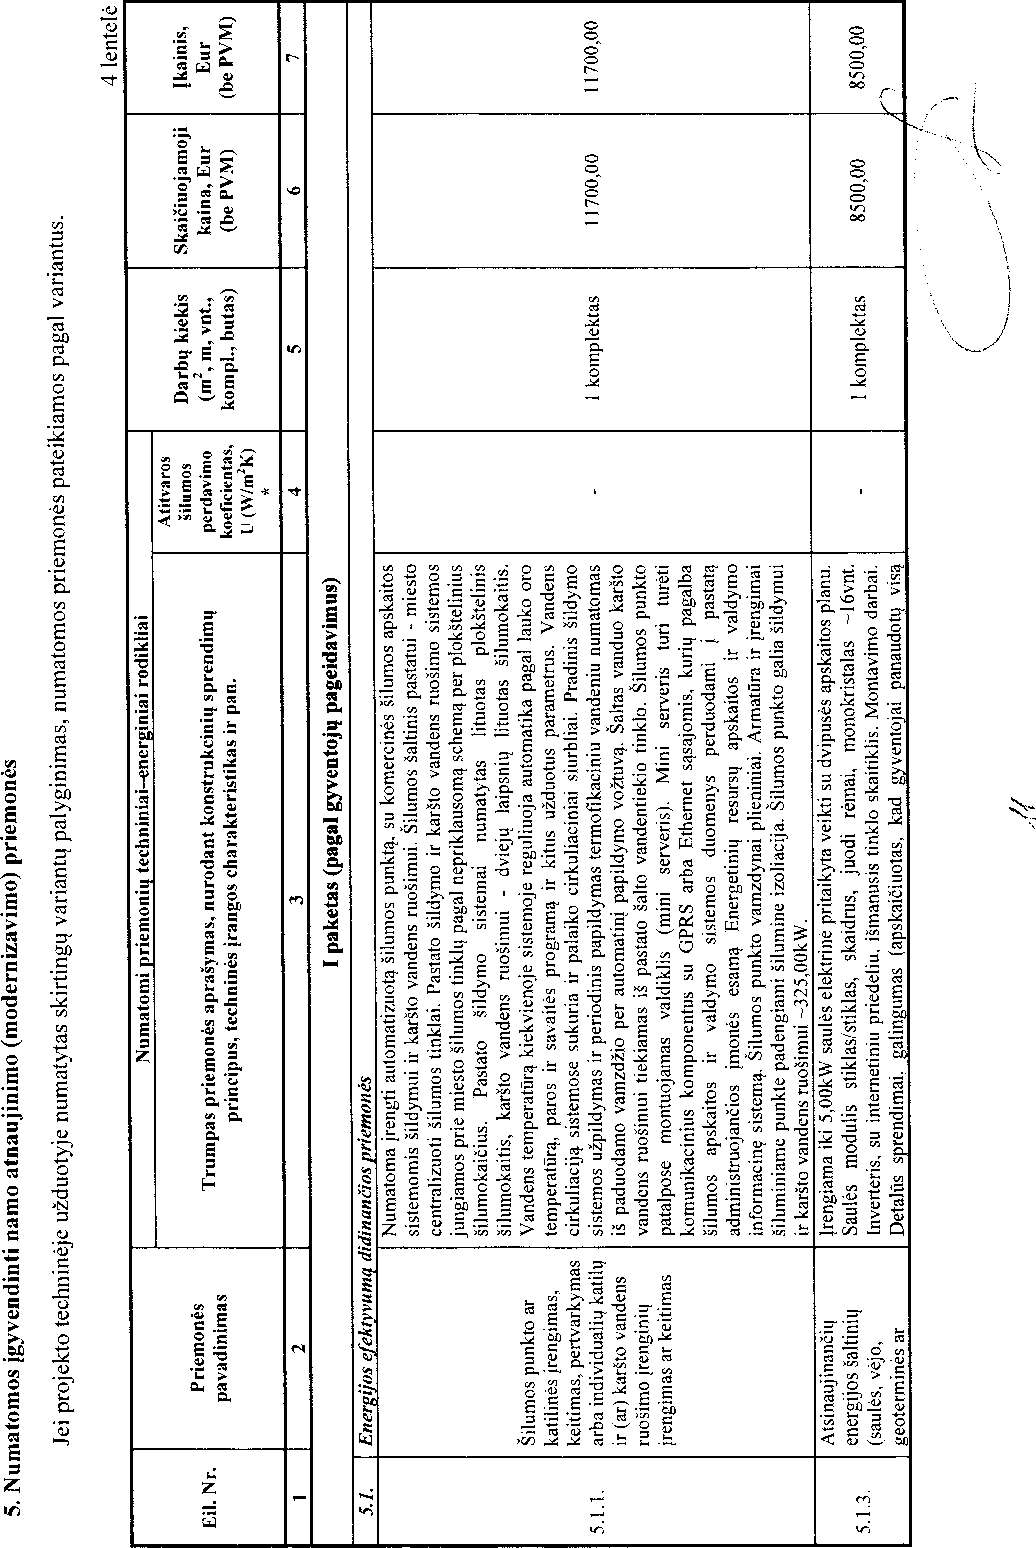 5. Numatomos įgyvendinti namo atnaujinimo (modernizavimo) priemonės
Jei projekto techninėje užduotyje numatytas skirtingų variantų palyginimas, numatomos priemonės pateikiamos pagal variantus.
4 lentelė
Eil. Nr.
Priemonės
pavadinimas
Numatomi priemonių techniniai–energiniai rodikliai
Trumpas priemonės aprašymas, nurodant konstrukcinių sprendimų
principus, techninės įrangos charakteristikas ir pan.
Atitvaros
šilumos
perdavimo
koeficientas,
U (W/m²K)
*
Darbų kiekis
(m², m, vnt.,
kompl., butas)
Skaičiuojamoji
kaina, Eur
(be PVM)
Įkainis,
Eur
(be PVM)
1
2
3
4
5
6
7
I paketas (pagal gyventojų pageidavimus)
5.1.
Energijos efektyvumą didinančios priemonės
5.1.1.
Šilumos punkto ar
katilinės įrengimas,
keitimas, pertvarkymas
arba individualių katilų
ir (ar) karšto vandens
ruošimo įrenginių
įrengimas ar keitimas
Numatoma įrengti automatizuotą šilumos punktą, su komercinės šilumos apskaitos
sistemomis šildymui ir karšto vandens ruošimui. Šilumos šaltinis pastatui - miesto
centralizuoti šilumos tinklai. Pastato šildymo ir karšto vandens ruošimo sistemos
jungiamos prie miesto šilumos tinklų pagal nepriklausomą schemą per plokštelinius
šilumokaičius. Pastato šildymo sistemai numatytas lituotas plokštelinis
šilumokaitis, karšto vandens ruošimui - dviejų laipsnių lituotas šilumokaitis.
Vandens temperatūrą kiekvienoje sistemoje reguliuoja automatika pagal lauko oro
temperatūrą, paros ir savaitės programą ir kitus užduotus parametrus. Vandens
cirkuliaciją sistemose sukuria ir palaiko cirkuliaciniai siurbliai. Pradinis šildymo
sistemos užpildymas ir periodinis papildymas termofikaciniu vandeniu numatomas
iš paduodamo vamzdžio per automatinį papildymo vožtuvą. Šaltas vanduo karšto
vandens ruošimui tiekiamas iš pastato šalto vandentiekio tinklo. Šilumos punkto
patalpose montuojamas valdiklis (mini serveris). Mini serveris turi turėti
komunikacinius komponentus su GPRS arba Ethernet sąsajomis, kurių pagalba
šilumos apskaitos ir valdymo sistemos duomenys perduodami į pastatą
administruojančios įmonės esamą Energetinių resursų apskaitos ir valdymo
informacinę sistemą. Šilumos punkto vamzdynai plieniniai. Armatūra ir įrengimai
šiluminiame punkte padengiami šilumine izoliacija. Šilumos punkto galia šildymui
ir karšto vandens ruošimui ~325,00kW.
-
1 komplektas
11700,00
11700,00
5.1.3.
Atsinaujinančių
energijos šaltinių
(saulės, vėjo,
geoterminės ar
Įrengiama iki 5,00kW saulės elektrinė pritaikyta veikti su dvipusės apskaitos planu.
Saulės modulis stiklas/stiklas, skaidrus, juodi rėmai, monokristalas ~16vnt.
Inverteris, su internetiniu priedėliu, išmanusis tinklo skaitiklis. Montavimo darbai.
Detalūs sprendimai, galingumas (apskaičiuotas, kad gyventojai panaudotų visą
-
1 komplektas
8500,00
8500,00